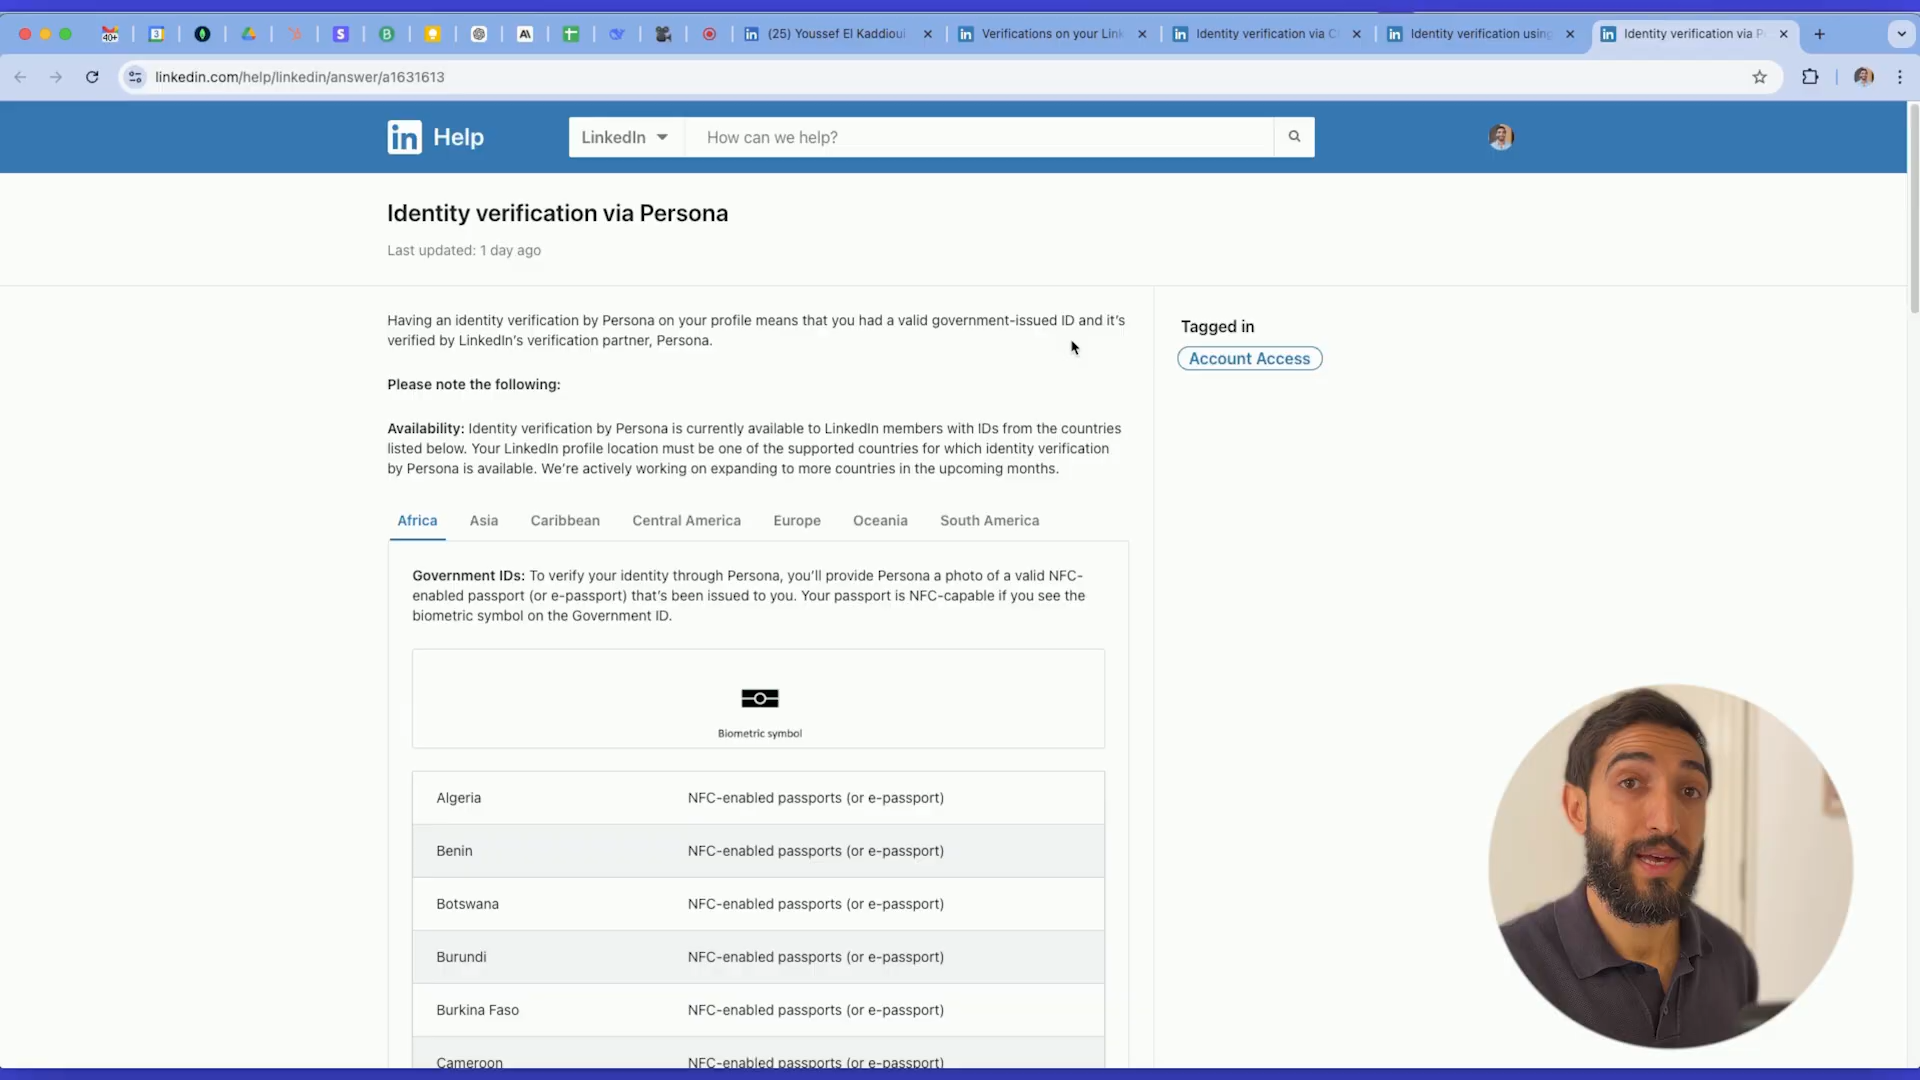 40+
3
S
B
(25) Youssef El Kaddioui
Verifications on your Link
Identity verification via C
Identity verification using
Identity verification via P
linkedin.com/help/linkedin/answer/a1631613
in Help
LinkedIn
How can we help?
Identity verification via Persona
Last updated: 1 day ago
Having an identity verification by Persona on your profile means that you had a valid government-issued ID and it’s
verified by LinkedIn’s verification partner, Persona.
Tagged in
Account Access
Please note the following:
Availability: Identity verification by Persona is currently available to LinkedIn members with IDs from the countries
listed below. Your LinkedIn profile location must be one of the supported countries for which identity verification
by Persona is available. We’re actively working on expanding to more countries in the upcoming months.
Africa Asia Caribbean Central America Europe Oceania South America
Government IDs: To verify your identity through Persona, you’ll provide Persona a photo of a valid NFC-
enabled passport (or e-passport) that’s been issued to you. Your passport is NFC-capable if you see the
biometric symbol on the Government ID.
Biometric symbol
Algeria NFC-enabled passports (or e-passport)
Benin NFC-enabled passports (or e-passport)
Botswana NFC-enabled passports (or e-passport)
Burundi NFC-enabled passports (or e-passport)
Burkina Faso NFC-enabled passports (or e-passport)
Cameroon NFC-enabled passports (or e-passport)